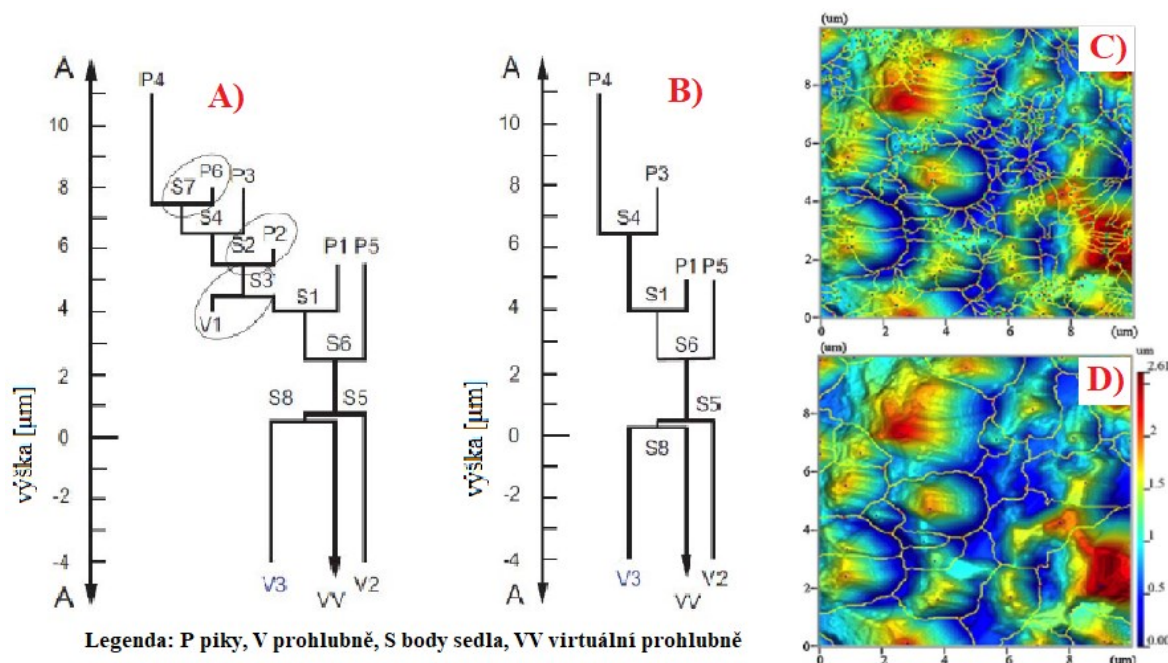 A
P4
A)
10
P6
S7
P3
8
S4
S2
P2
6
S3
P1
P5
S1
4
V1
S6
2
S8
S5
0
výška [µm]
-2
-4
V3
VV
V2
A
A
P4
B)
10
P3
8
S4
6
P1
P5
S1
4
S6
2
S5
0
S8
výška [µm]
-2
-4
V3
VV
V2
A
Legenda: P piky, V prohlubně, S body sedla, VV virtuální prohlubně
(um)
C)
8
6
4
2
0
0 2 4 6 8 (um)
(um)
D)
um
2.61
8
2
6
1.5
4
1
2
0.5
0
0.00
0 2 4 6 8 (um)